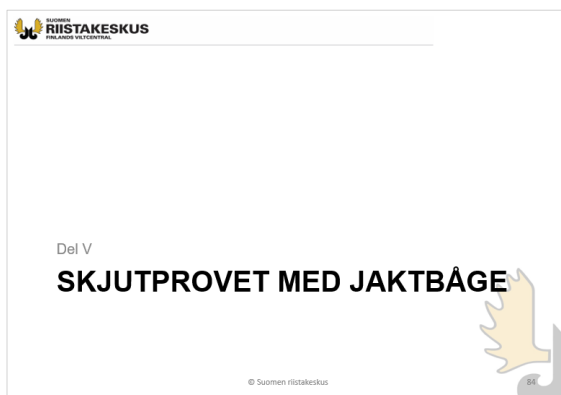 SUOMEN
RIISTAKESKUS
FINLANDS VILTCENTRAL
Del V
SKJUTPROVET MED JAKTBÅGE
© Suomen riistakeskus
84